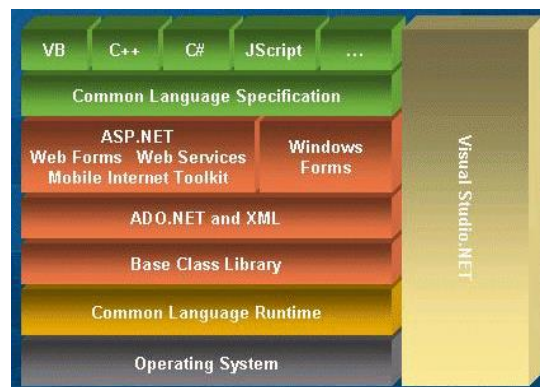 VB C++ C# JScript ...
Common Language Specification
ASP.NET
Web Forms Web Services
Mobile Internet Toolkit
Windows
Forms
ADO.NET and XML
Base Class Library
Common Language Runtime
Operating System
Visual Studio.NET